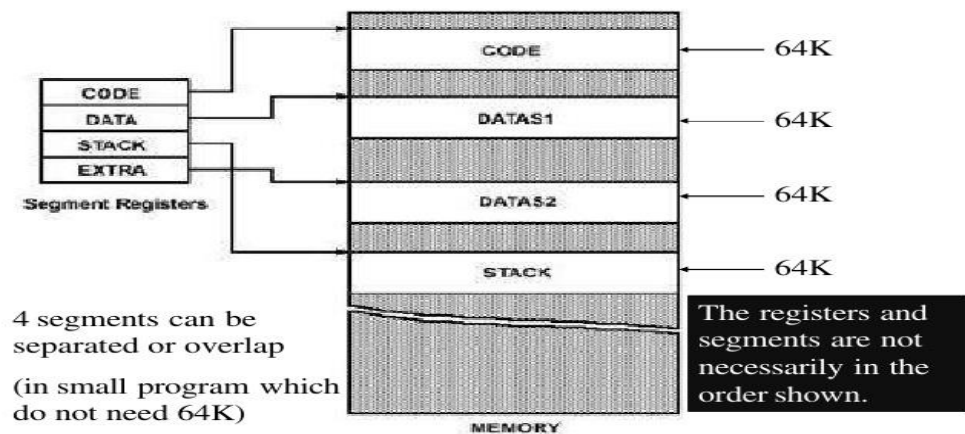 CODE
DATA
STACK
EXTRA
Segment Registers
CODE
DATAS1
DATAS2
STACK
MEMORY
64K
64K
64K
64K
4 segments can be
separated or overlap
(in small program which
do not need 64K)
The registers and
segments are not
necessarily in the
order shown.